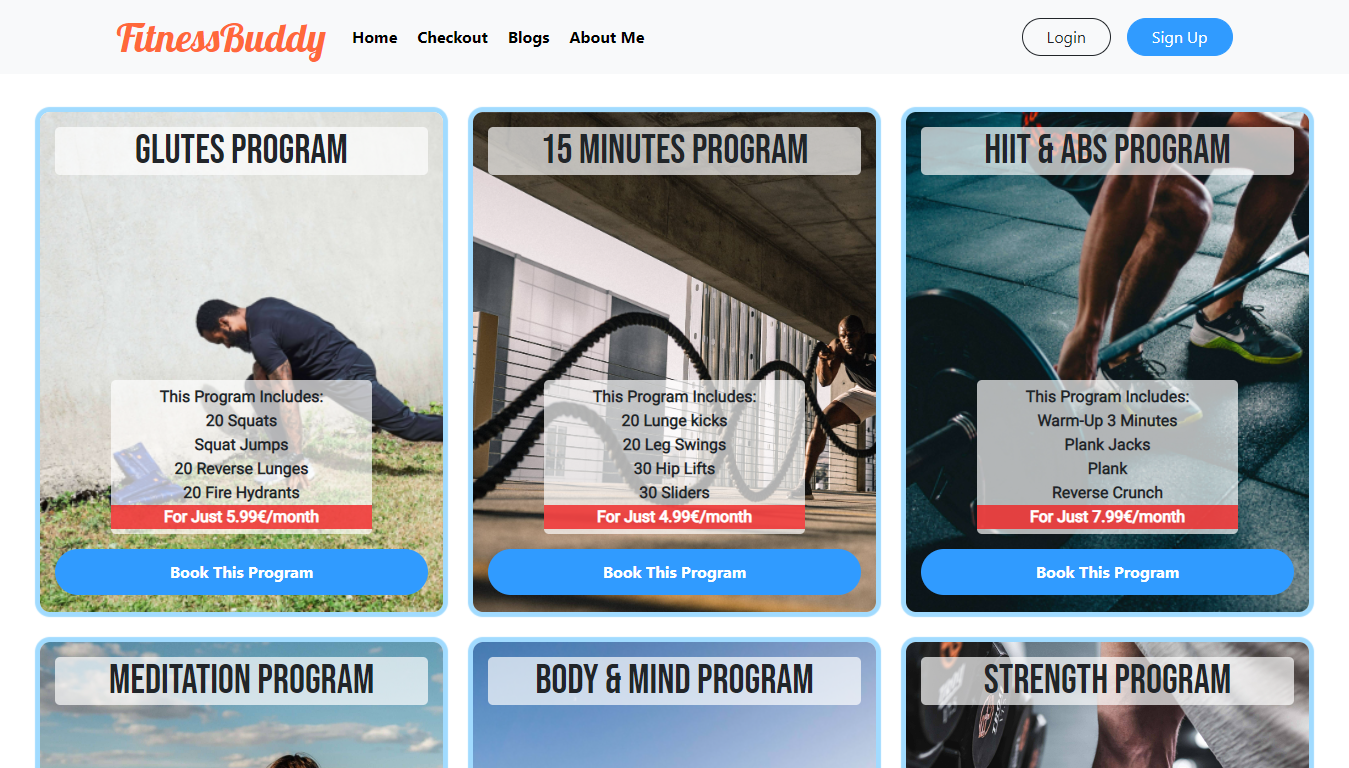 FitnessBuddy
Home Checkout Blogs About Me
Login
Sign Up
GLUTES PROGRAM
This Program Includes:
20 Squats
Squat Jumps
20 Reverse Lunges
20 Fire Hydrants
For Just 5.99€/month
Book This Program
15 MINUTES PROGRAM
This Program Includes:
20 Lunge kicks
20 Leg Swings
30 Hip Lifts
30 Sliders
For Just 4.99€/month
Book This Program
HIIT & ABS PROGRAM
This Program Includes:
Warm-Up 3 Minutes
Plank Jacks
Plank
Reverse Crunch
For Just 7.99€/month
Book This Program
MEDITATION PROGRAM
BODY & MIND PROGRAM
STRENGTH PROGRAM